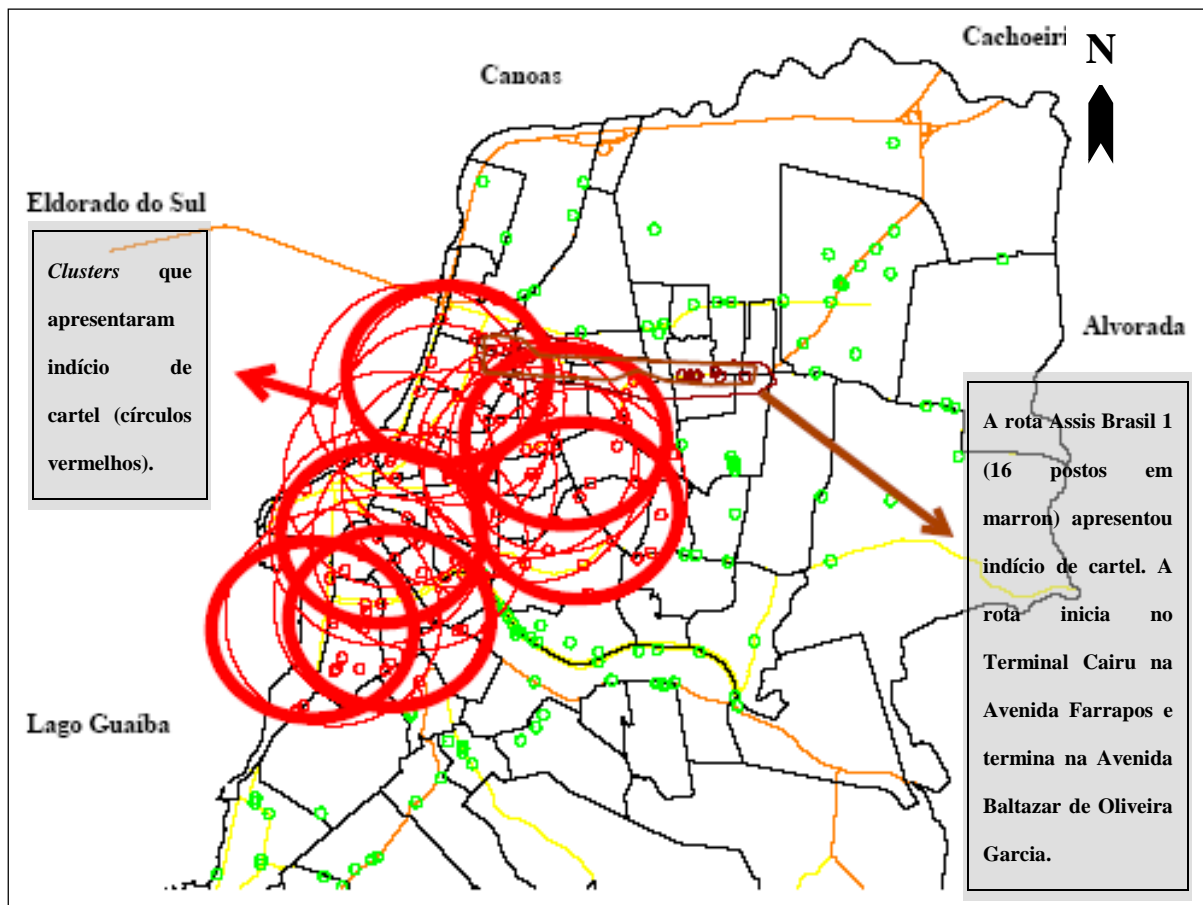 Cachoeiri
N
Canoas
Eldorado do Sul
Clusters que
apresentaram
indício de
cartel (círculos
vermelhos).
Alvorada
A rota Assis Brasil 1
(16 postos em
marron) apresentou
indício de cartel. A
rota inicia no
Terminal Cairu na
Avenida Farrapos e
termina na Avenida
Baltazar de Oliveira
Garcia.
Lago Guaíba